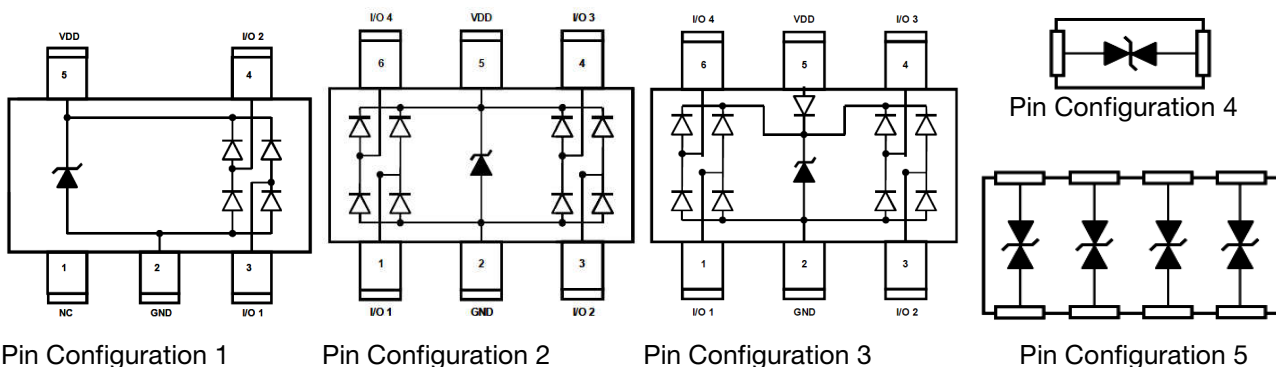 VDD
I/O 2
5
4
1
2
3
NC
GND
I/O 1
Pin Configuration 1
I/O 4
VDD
I/O 3
6
5
4
1
2
3
I/O 1
GND
I/O 2
Pin Configuration 2
I/O 4
VDD
I/O 3
6
5
4
1
2
3
I/O 1
GND
I/O 2
Pin Configuration 3
Pin Configuration 4
Pin Configuration 5